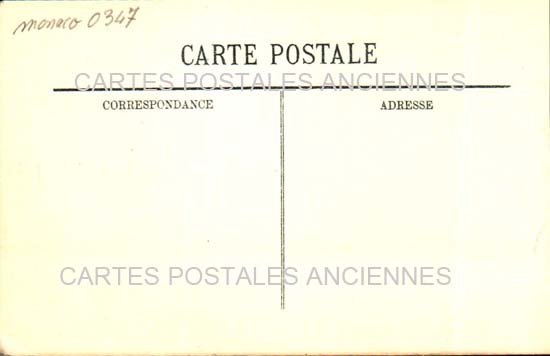 monaco 0347
CARTE POSTALE
CARTES POSTALES ANCIENNES
CORRESPONDANCE
ADRESSE
CARTES POSTALES ANCIENNES